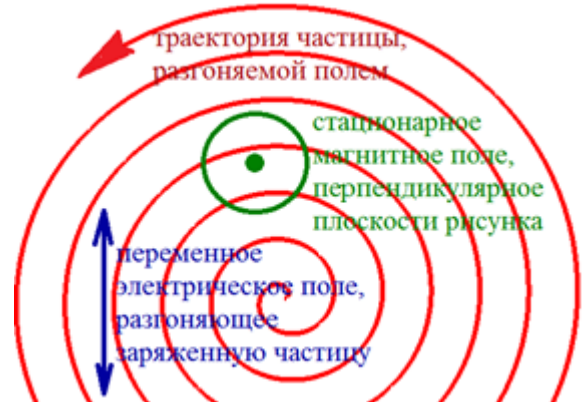 траектория частицы,
разгоняемой полем
стационарное
магнитное поле,
перпендикулярное
плоскости рисунка
переменное
электрическое поле,
разгоняющее
заряженную частицу